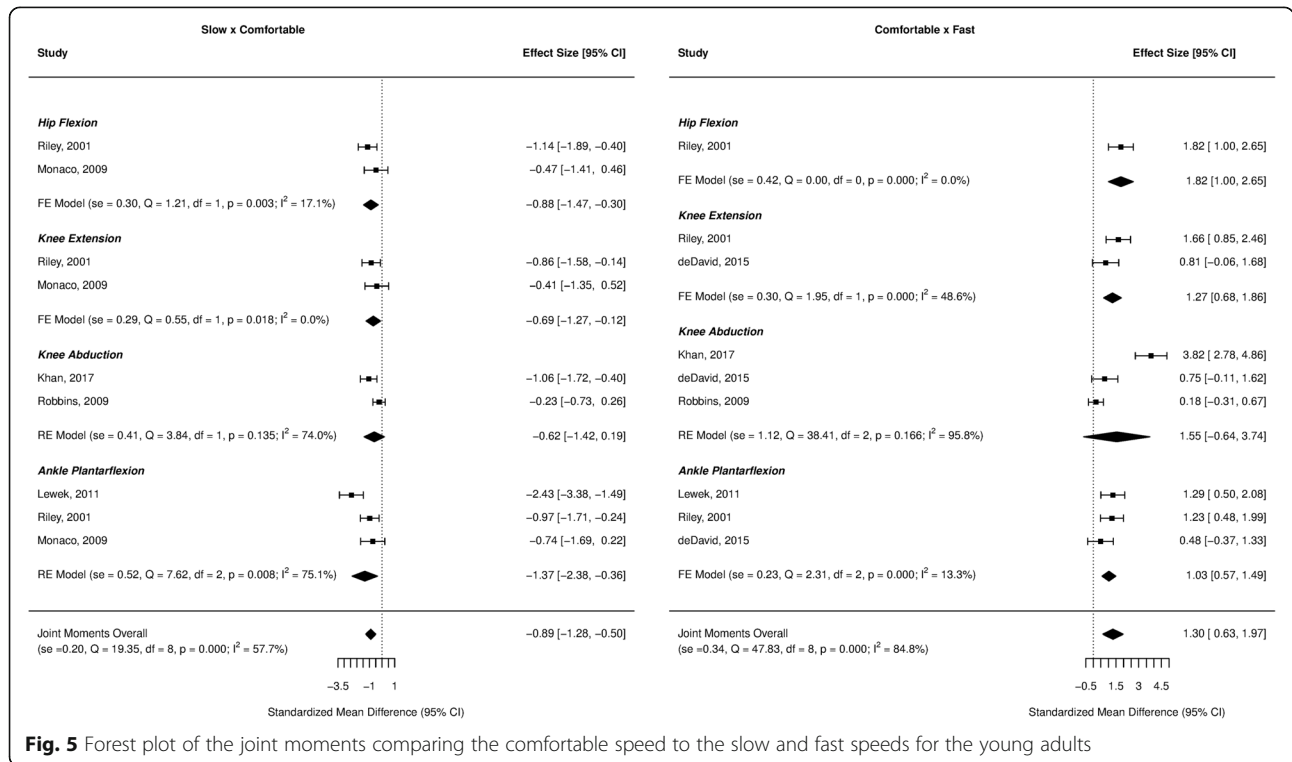 Slow x Comfortable
Study Effect Size [95% CI]
Hip Flexion
Riley, 2001 −1.14 [−1.89, −0.40]
Monaco, 2009 −0.47 [−1.41, 0.46]
FE Model (se = 0.30, Q = 1.21, df = 1, p = 0.003; I² = 17.1%) −0.88 [−1.47, −0.30]
Knee Extension
Riley, 2001 −0.86 [−1.58, −0.14]
Monaco, 2009 −0.41 [−1.35, 0.52]
FE Model (se = 0.29, Q = 0.55, df = 1, p = 0.018; I² = 0.0%) −0.69 [−1.27, −0.12]
Knee Abduction
Khan, 2017 −1.06 [−1.72, −0.40]
Robbins, 2009 −0.23 [−0.73, 0.26]
RE Model (se = 0.41, Q = 3.84, df = 1, p = 0.135; I² = 74.0%) −0.62 [−1.42, 0.19]
Ankle Plantarflexion
Lewek, 2011 −2.43 [−3.38, −1.49]
Riley, 2001 −0.97 [−1.71, −0.24]
Monaco, 2009 −0.74 [−1.69, 0.22]
RE Model (se = 0.52, Q = 7.62, df = 2, p = 0.008; I² = 75.1%) −1.37 [−2.38, −0.36]
Joint Moments Overall −0.89 [−1.28, −0.50]
(se =0.20, Q = 19.35, df = 8, p = 0.000; I² = 57.7%)
−3.5 −1 1
Standardized Mean Difference (95% CI)
Comfortable x Fast
Study Effect Size [95% CI]
Hip Flexion
Riley, 2001 1.82 [ 1.00, 2.65]
FE Model (se = 0.42, Q = 0.00, df = 0, p = 0.000; I² = 0.0%) 1.82 [ 1.00, 2.65]
Knee Extension
Riley, 2001 1.66 [ 0.85, 2.46]
deDavid, 2015 0.81 [−0.06, 1.68]
FE Model (se = 0.30, Q = 1.95, df = 1, p = 0.000; I² = 48.6%) 1.27 [ 0.68, 1.86]
Knee Abduction
Khan, 2017 3.82 [ 2.78, 4.86]
deDavid, 2015 0.75 [−0.11, 1.62]
Robbins, 2009 0.18 [−0.31, 0.67]
RE Model (se = 1.12, Q = 38.41, df = 2, p = 0.166; I² = 95.8%) 1.55 [−0.64, 3.74]
Ankle Plantarflexion
Lewek, 2011 1.29 [ 0.50, 2.08]
Riley, 2001 1.23 [ 0.48, 1.99]
deDavid, 2015 0.48 [−0.37, 1.33]
FE Model (se = 0.23, Q = 2.31, df = 2, p = 0.000; I² = 13.3%) 1.03 [ 0.57, 1.49]
Joint Moments Overall 1.30 [ 0.63, 1.97]
(se =0.34, Q = 47.83, df = 8, p = 0.000; I² = 84.8%)
−0.5 1.5 3 4.5
Standardized Mean Difference (95% CI)
Fig. 5 Forest plot of the joint moments comparing the comfortable speed to the slow and fast speeds for the young adults